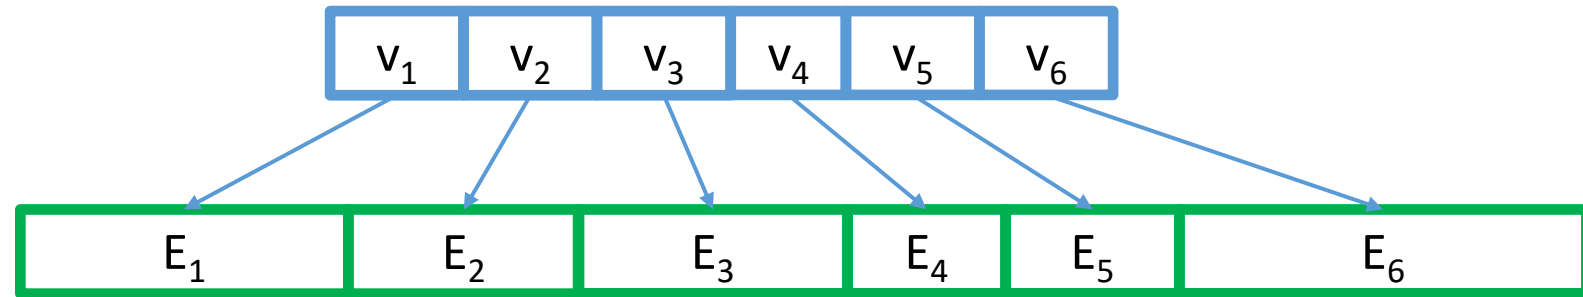 v₁ v₂ v₃ v₄ v₅ v₆
E₁ E₂ E₃ E₄ E₅ E₆